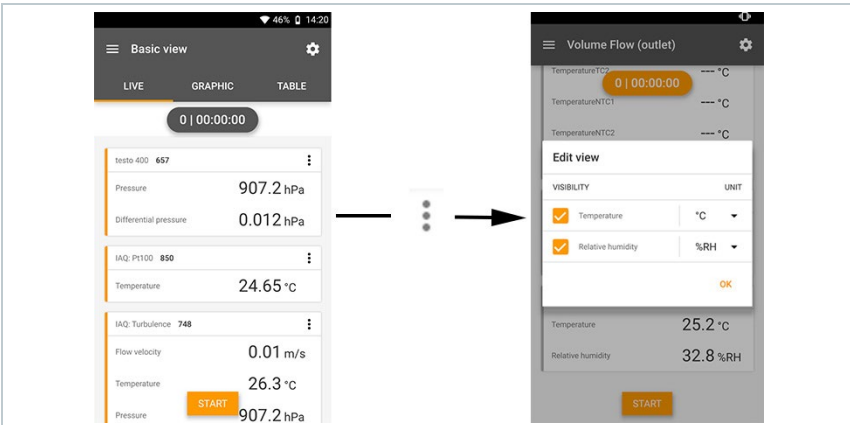 46% 14:20
Basic view
LIVE GRAPHIC TABLE
0 | 00:00:00
testo 400 657
Pressure 907.2 hPa
Differential pressure 0.012 hPa
IAQ: Pt100 850
Temperature 24.65 °C
IAQ: Turbulence 748
Flow velocity 0.01 m/s
Temperature 26.3 °C
START
Pressure 907.2 hPa
Volume Flow (outlet)
TemperatureTC2 --- °C
0 | 00:00:00
TemperatureNTC1 --- °C
TemperatureNTC2 --- °C
Edit view
VISIBILITY UNIT
Temperature °C
Relative humidity %RH
OK
Temperature 25.2 °C
Relative humidity 32.8 %RH
START